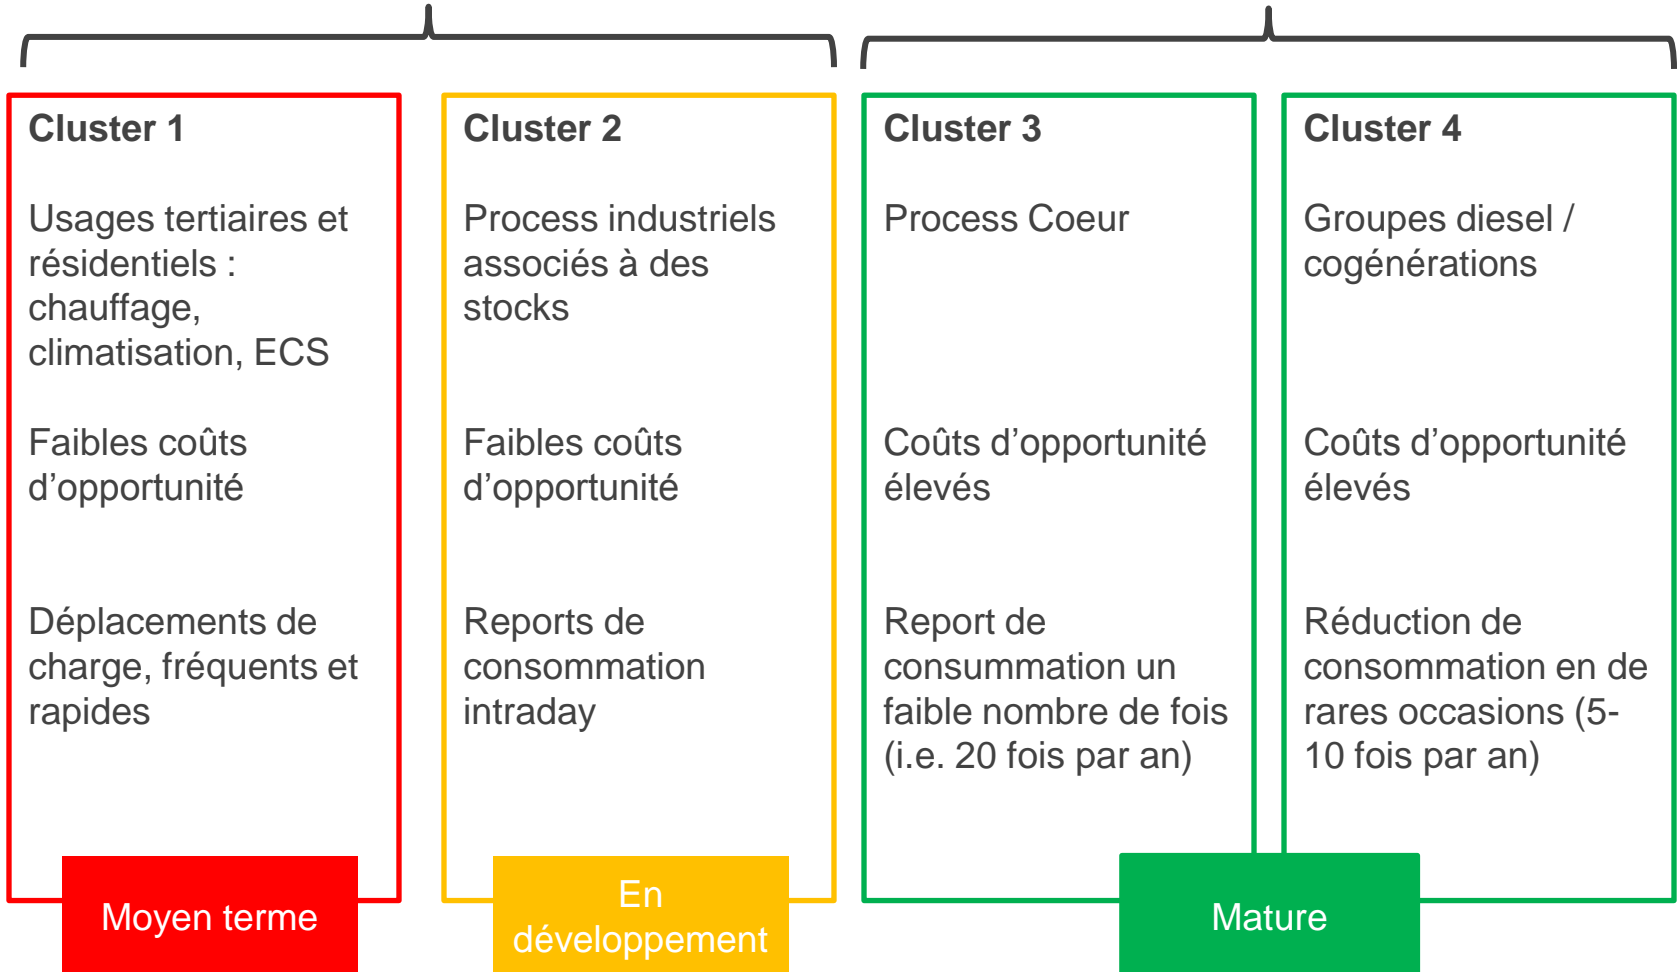 Cluster 1
Usages tertiaires et
résidentiels :
chauffage,
climatisation, ECS
Faibles coûts
d’opportunité
Déplacements de
charge, fréquents et
rapides
Moyen terme
Cluster 2
Process industriels
associés à des
stocks
Faibles coûts
d’opportunité
Reports de
consommation
intraday
En
développement
Cluster 3
Process Coeur
Coûts d’opportunité
élevés
Report de
consummation un
faible nombre de fois
(i.e. 20 fois par an)
Cluster 4
Groupes diesel /
cogénérations
Coûts d’opportunité
élevés
Réduction de
consommation en de
rares occasions (5-
10 fois par an)
Mature